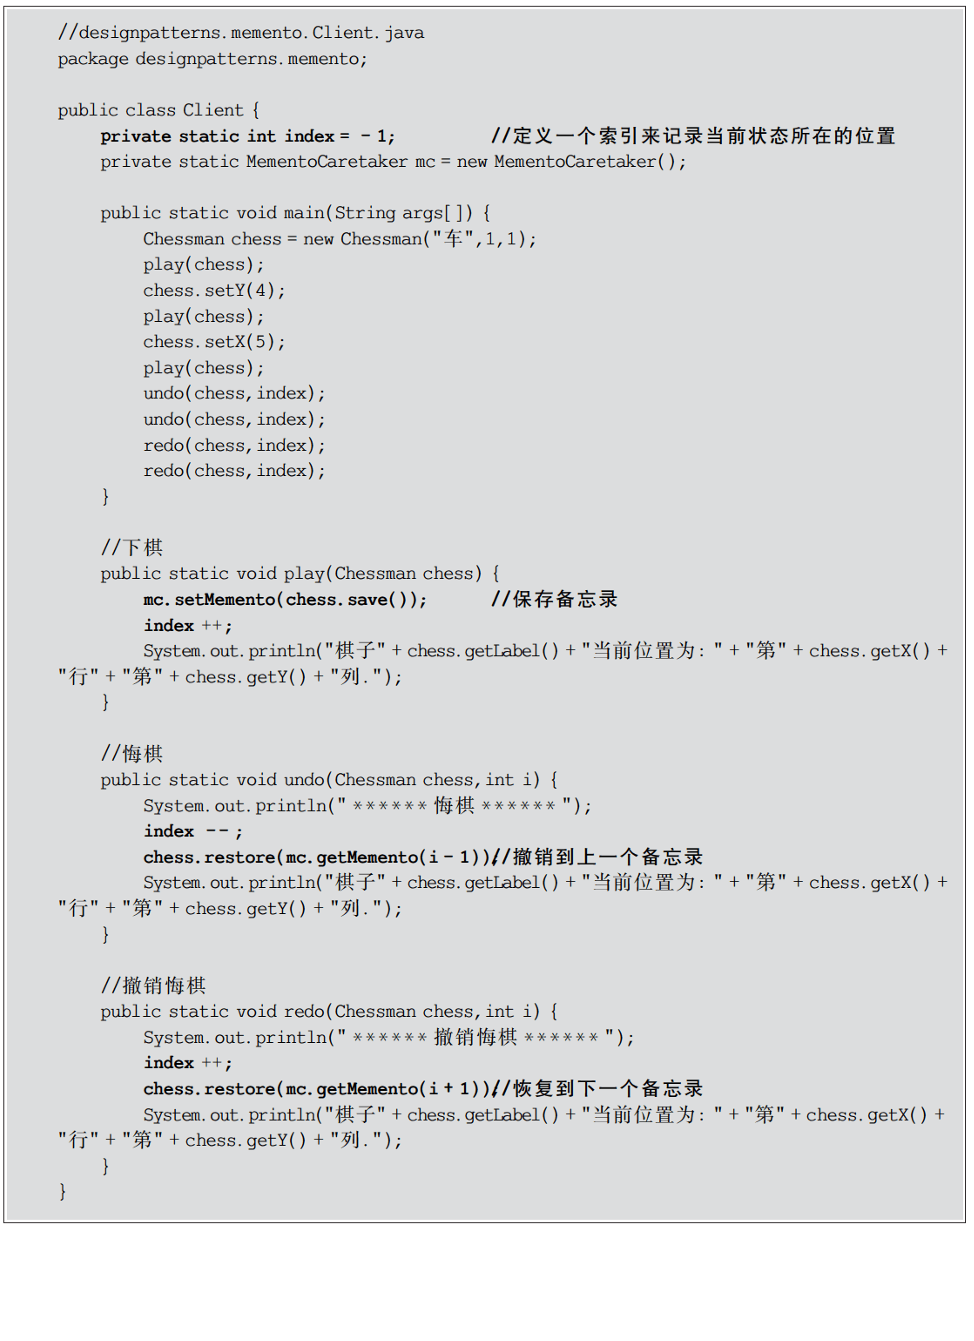 //designpatterns.memento.Client.java
package designpatterns.memento;
public class Client {
private static int index = -1; //定义一个索引来记录当前状态所在的位置
private static MementoCaretaker mc = new MementoCaretaker();
public static void main(String args[]) {
Chessman chess = new Chessman("车",1,1);
play(chess);
chess.setY(4);
play(chess);
chess.setX(5);
play(chess);
undo(chess,index);
undo(chess,index);
redo(chess,index);
redo(chess,index);
}
//下棋
public static void play(Chessman chess) {
mc.setMemento(chess.save()); //保存备忘录
index ++;
System.out.println("棋子" + chess.getLabel() + "当前位置为: " + "第" + chess.getX() +
"行" + "第" + chess.getY() + "列.");
}
//悔棋
public static void undo(Chessman chess,int i) {
System.out.println(" ****** 悔棋 ****** ");
index --;
chess.restore(mc.getMemento(i - 1)); //撤销到上一个备忘录
System.out.println("棋子" + chess.getLabel() + "当前位置为: " + "第" + chess.getX() +
"行" + "第" + chess.getY() + "列.");
}
//撤销悔棋
public static void redo(Chessman chess,int i) {
System.out.println(" ****** 撤销悔棋 ****** ");
index ++;
chess.restore(mc.getMemento(i + 1)); //恢复到下一个备忘录
System.out.println("棋子" + chess.getLabel() + "当前位置为: " + "第" + chess.getX() +
"行" + "第" + chess.getY() + "列.");
}
}